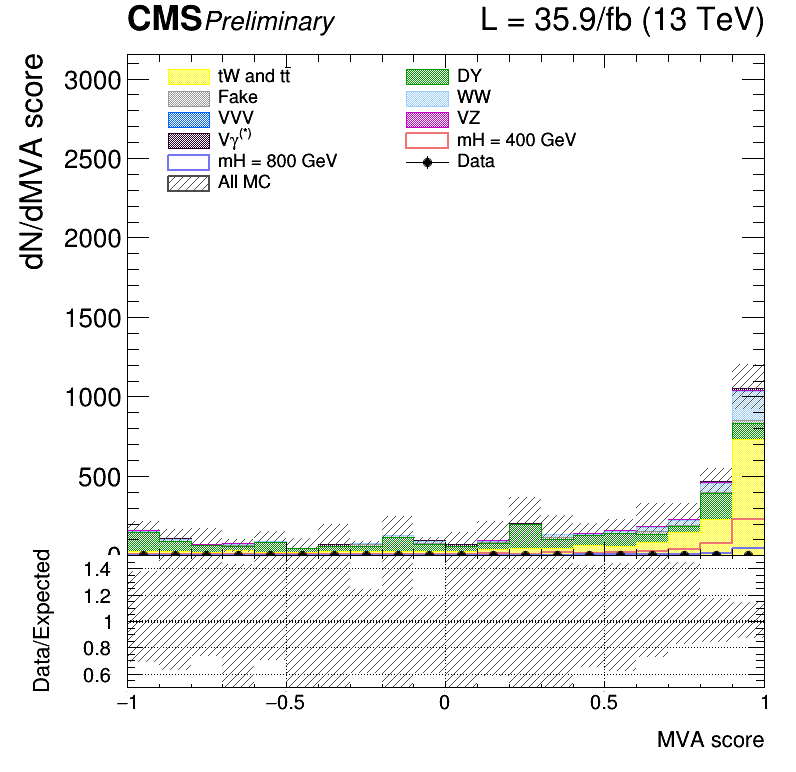 CMS Preliminary L = 35.9/fb (13 TeV)
dN/dMVA score
3000
2500
2000
1500
1000
500
0
tW and tt̄
DY
Fake
WW
VVV
VZ
Vγ(*)
mH = 400 GeV
mH = 800 GeV
Data
All MC
Data/Expected
1.4
1.2
1
0.8
0.6
−1 −0.5 0 0.5 1
MVA score